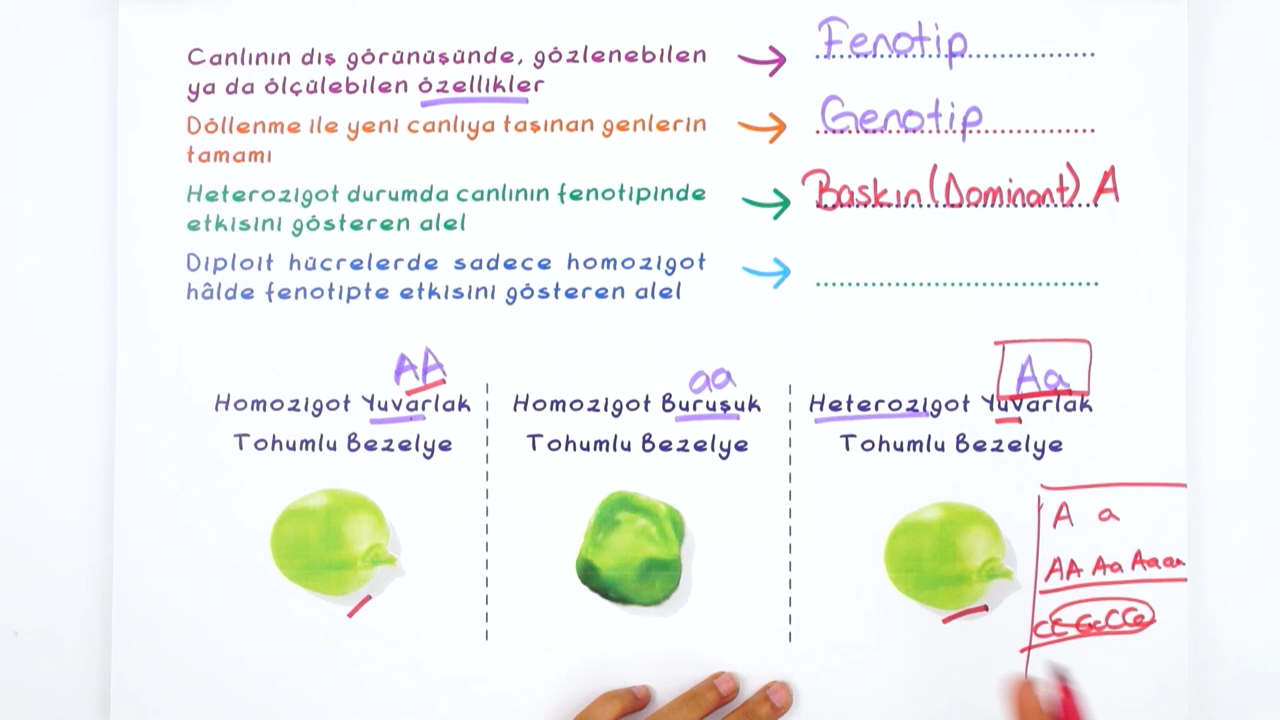 Canlının dış görünüşünde, gözlenebilen
ya da ölçülebilen özellikler
Fenotip
Döllenme ile yeni canlıya taşınan genlerin
tamamı
Genotip
Heterozigot durumda canlının fenotipinde
etkisini gösteren alel
Baskın (Dominant) A
Diploit hücrelerde sadece homozigot
hâlde fenotipte etkisini gösteren alel
AA
Homozigot Yuvarlak
Tohumlu Bezelye
aa
Homozigot Buruşuk
Tohumlu Bezelye
Aa
Heterozigot Yuvarlak
Tohumlu Bezelye
A a
AA Aa Aa aa